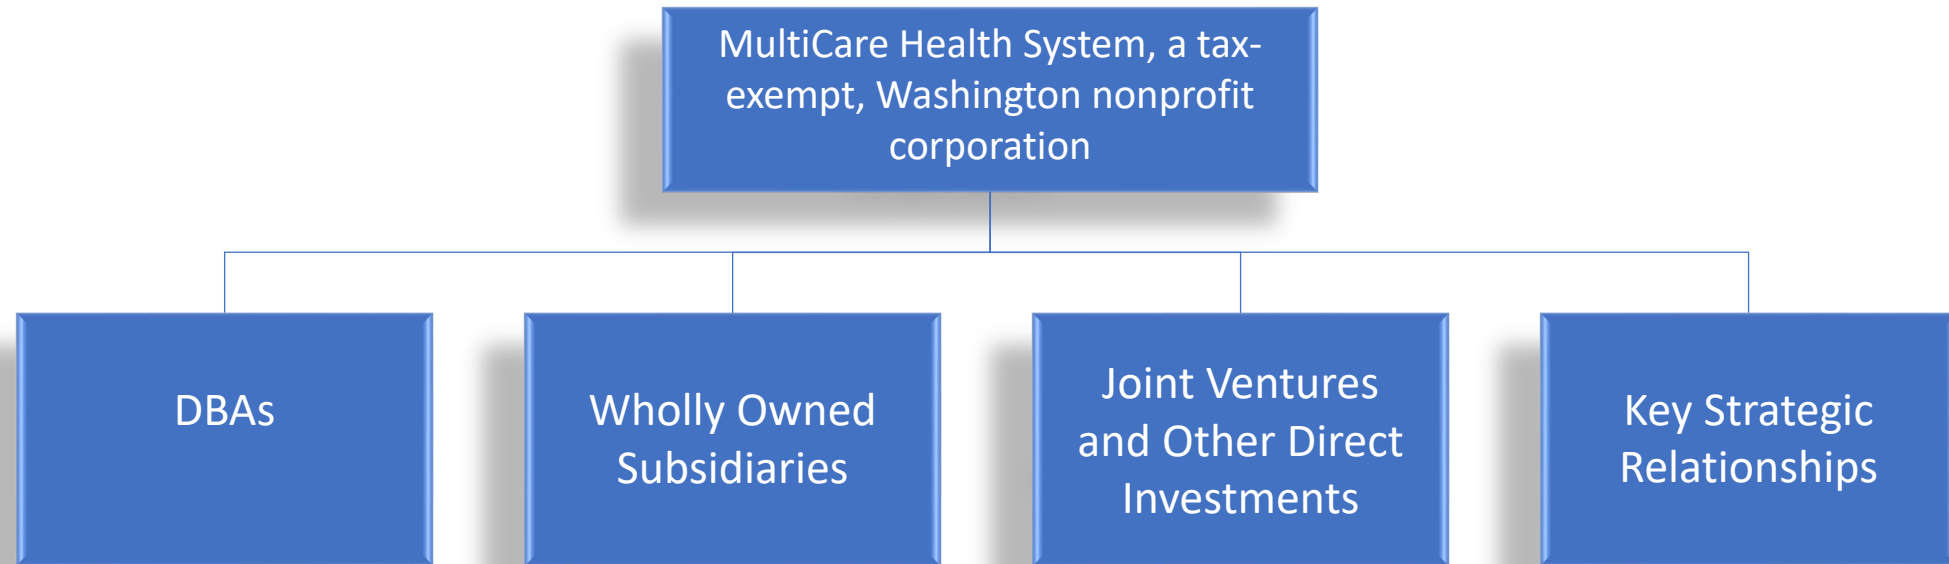 MultiCare Health System, a tax-
exempt, Washington nonprofit
corporation
DBAs
Wholly Owned
Subsidiaries
Joint Ventures
and Other Direct
Investments
Key Strategic
Relationships